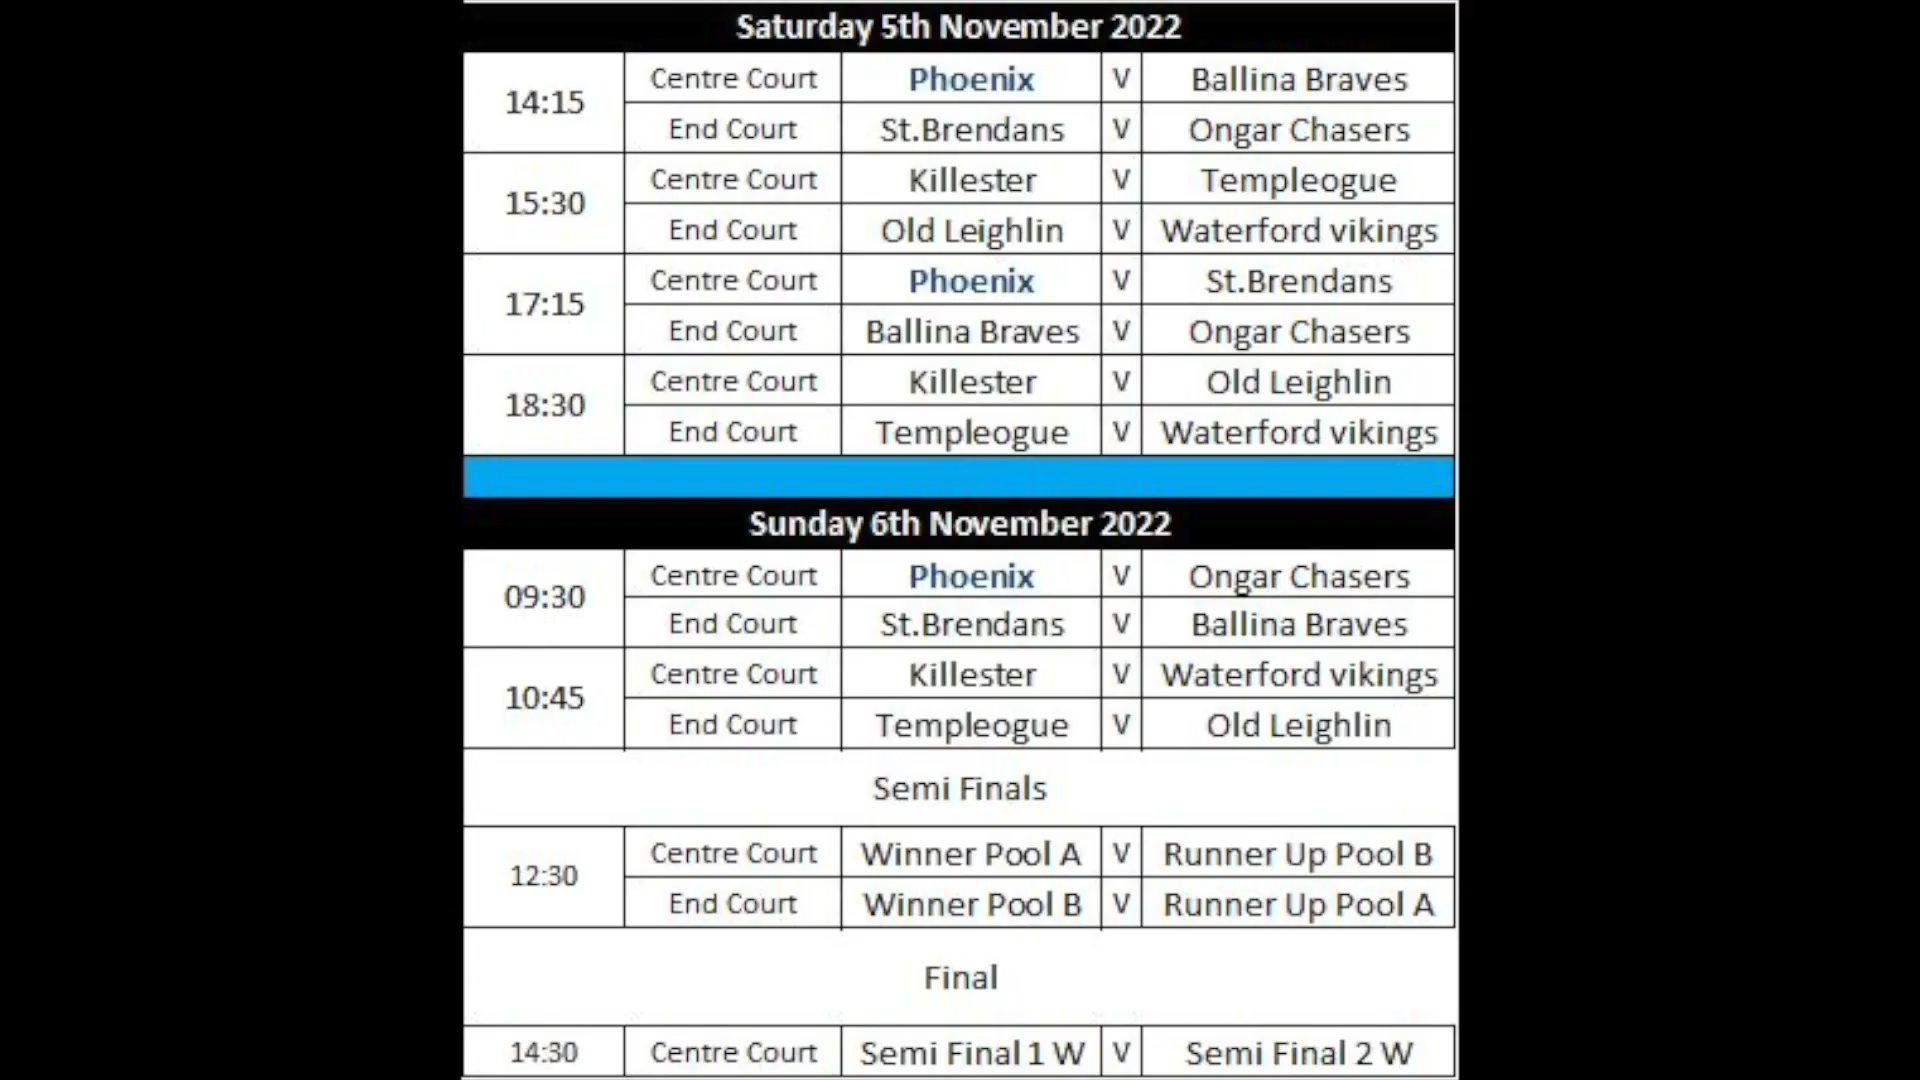 Saturday 5th November 2022
14:15 Centre Court Phoenix V Ballina Braves
End Court St.Brendans V Ongar Chasers
15:30 Centre Court Killester V Templeogue
End Court Old Leighlin V Waterford vikings
17:15 Centre Court Phoenix V St.Brendans
End Court Ballina Braves V Ongar Chasers
18:30 Centre Court Killester V Old Leighlin
End Court Templeogue V Waterford vikings
Sunday 6th November 2022
09:30 Centre Court Phoenix V Ongar Chasers
End Court St.Brendans V Ballina Braves
10:45 Centre Court Killester V Waterford vikings
End Court Templeogue V Old Leighlin
Semi Finals
12:30 Centre Court Winner Pool A V Runner Up Pool B
End Court Winner Pool B V Runner Up Pool A
Final
14:30 Centre Court Semi Final 1 W V Semi Final 2 W